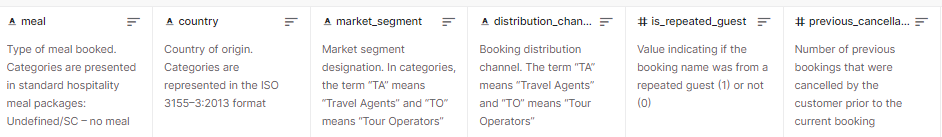 meal
Type of meal booked.
Categories are presented
in standard hospitality
meal packages:
Undefined/SC – no meal
country
Country of origin.
Categories are
represented in the ISO
3155–3:2013 format
market_segment
Market segment
designation. In categories,
the term “TA” means
“Travel Agents” and “TO”
means “Tour Operators”
distribution_chan...
Booking distribution
channel. The term “TA”
means “Travel Agents”
and “TO” means “Tour
Operators”
is_repeated_guest
Value indicating if the
booking name was from a
repeated guest (1) or not
(0)
previous_cancella...
Number of previous
bookings that were
cancelled by the
customer prior to the
current booking